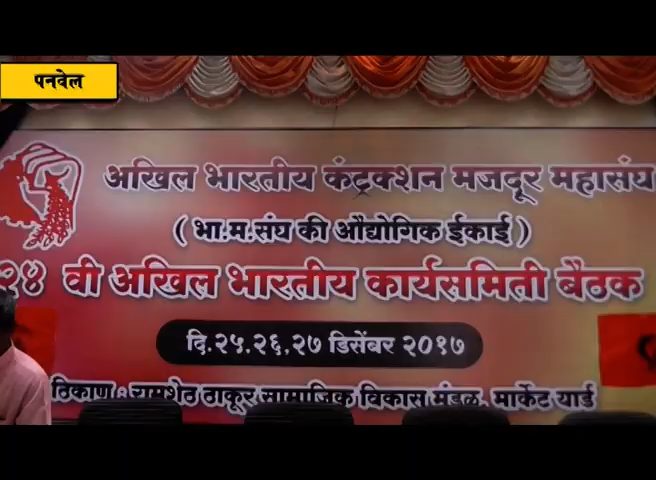 पनवेल
अखिल भारतीय कंट्रक्शन मजदूर महासंघ
( भा.म.संघ की औद्योगिक ईकाई )
२४ वी अखिल भारतीय कार्यसमिती बैठक
दि.२५,२६,२७ डिसेंबर २०१७
ठिकाण : रामशेठ ठाकूर सामाजिक विकास मंडळ, मार्केट यार्ड